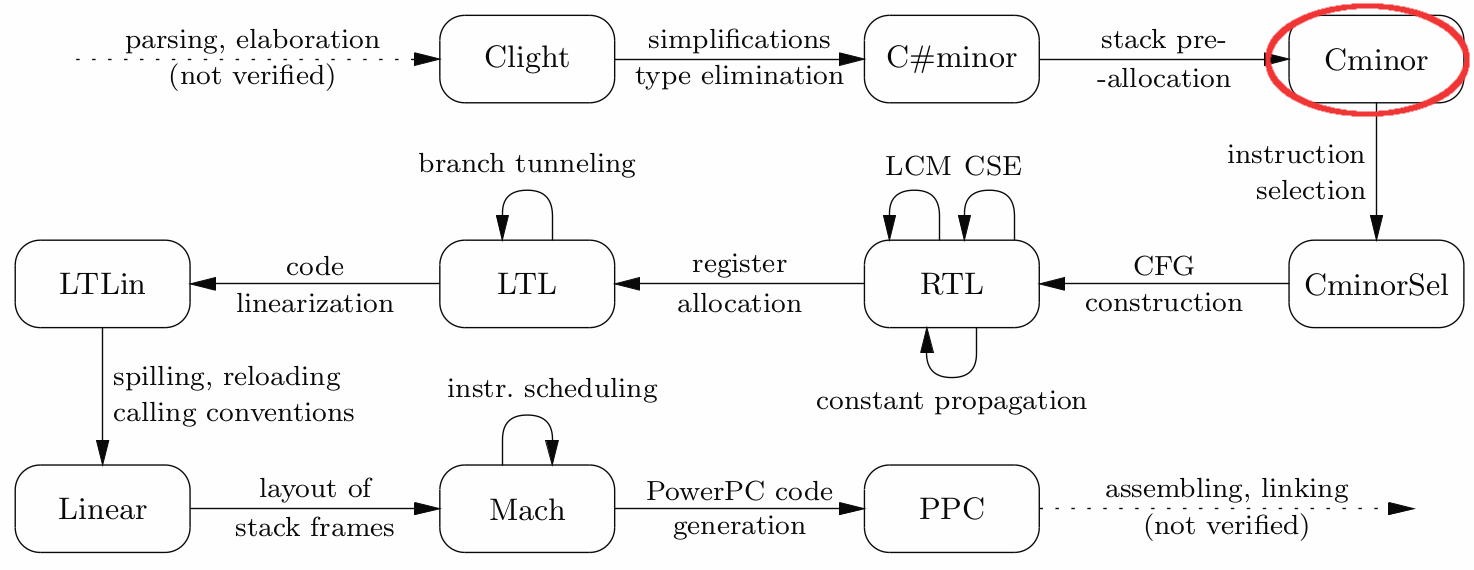 parsing, elaboration
(not verified)
Clight
simplifications
type elimination
C#minor
stack pre-
-allocation
Cminor
instruction
selection
branch tunneling
LCM
CSE
LTLin
code
linearization
LTL
register
allocation
RTL
CFG
construction
CminorSel
constant propagation
spilling, reloading
calling conventions
instr. scheduling
Linear
layout of
stack frames
Mach
PowerPC code
generation
PPC
assembling, linking
(not verified)